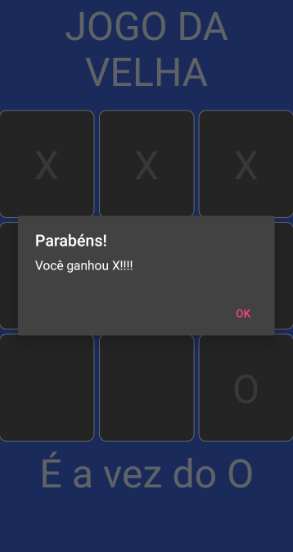 JOGO DA
VELHA
X X X
Parabéns!
Você ganhou X!!!!
OK
O
É a vez do O